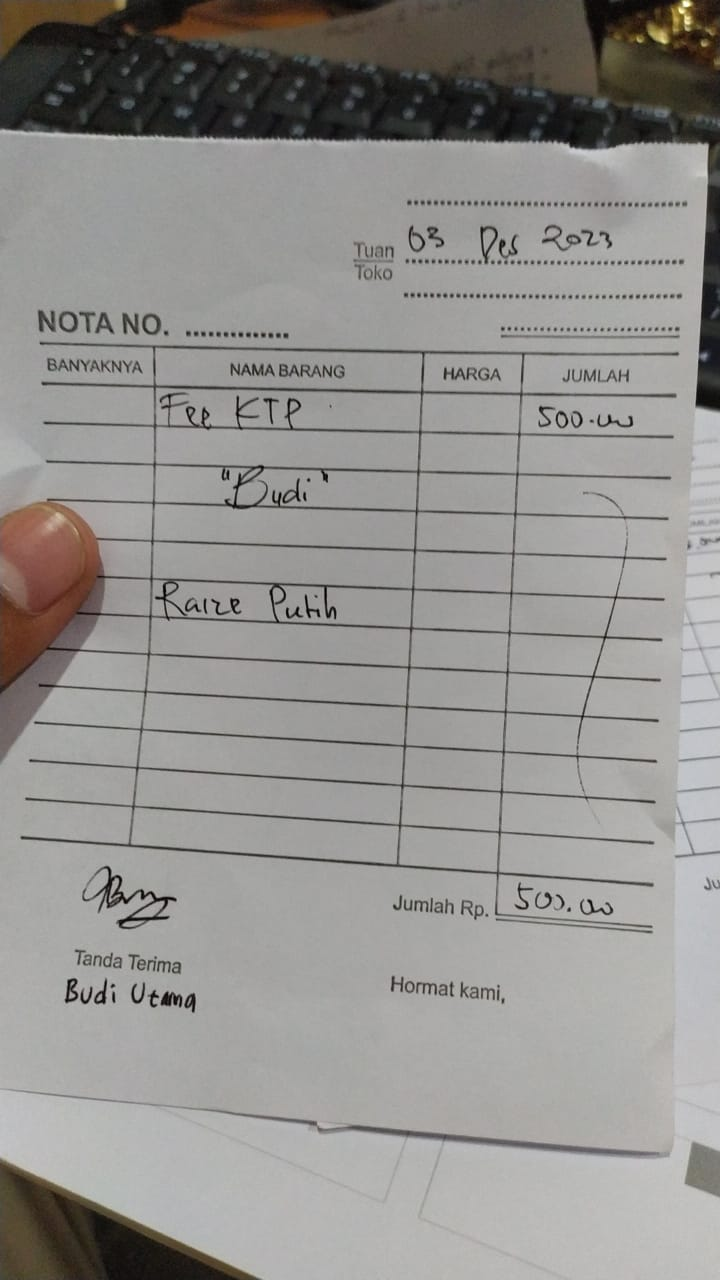 03 Des 2023
Tuan
Toko
NOTA NO. ...............
BANYAKNYA NAMA BARANG HARGA JUMLAH
Fee KTP 500.000
"Budi"
Raize Putih
Jumlah Rp. 500.000
Tanda Terima
Budi Utama
Hormat kami,